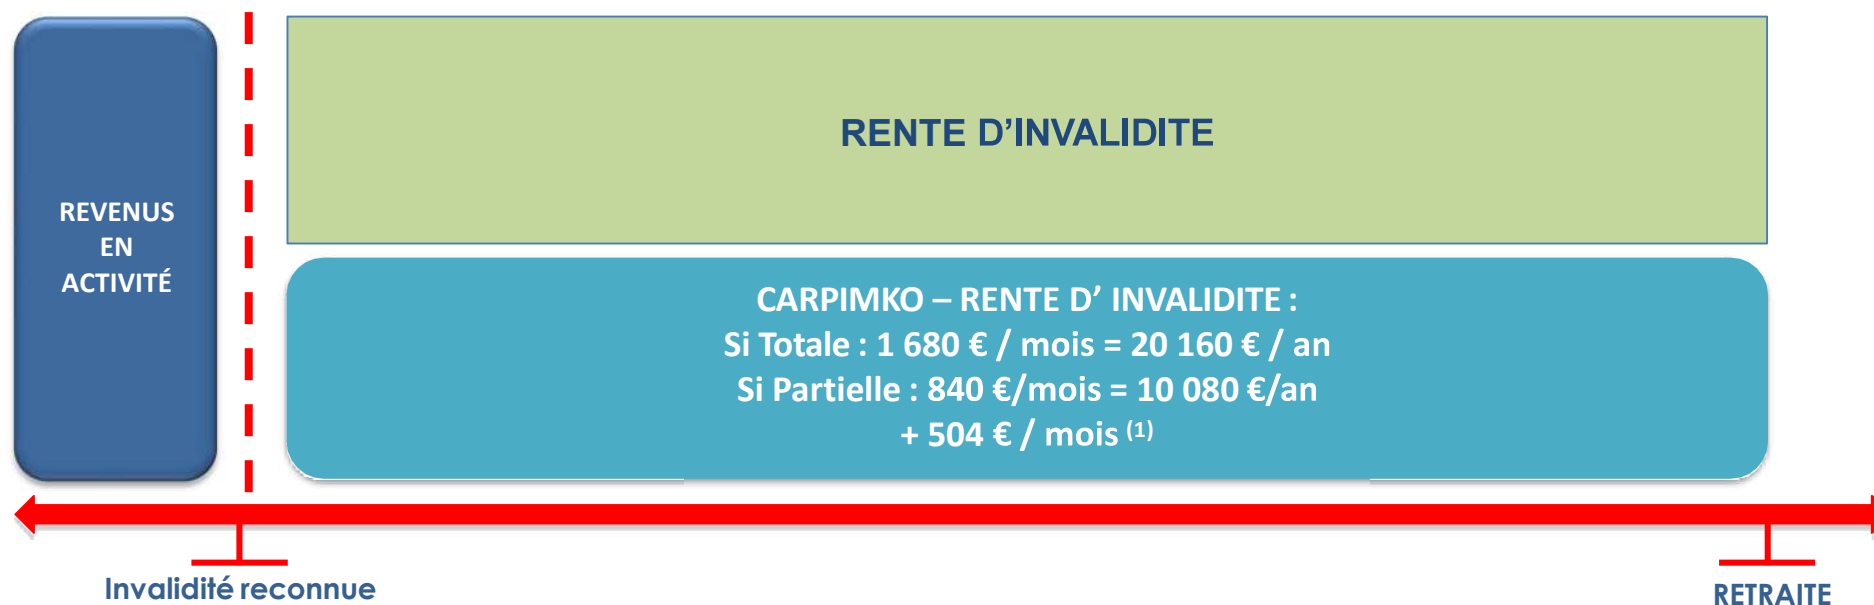 REVENUS
EN
ACTIVITÉ
RENTE D’INVALIDITE
CARPIMKO – RENTE D’ INVALIDITE :
Si Totale : 1 680 € / mois = 20 160 € / an
Si Partielle : 840 €/mois = 10 080 €/an
+ 504 € / mois (1)
Invalidité reconnue
RETRAITE